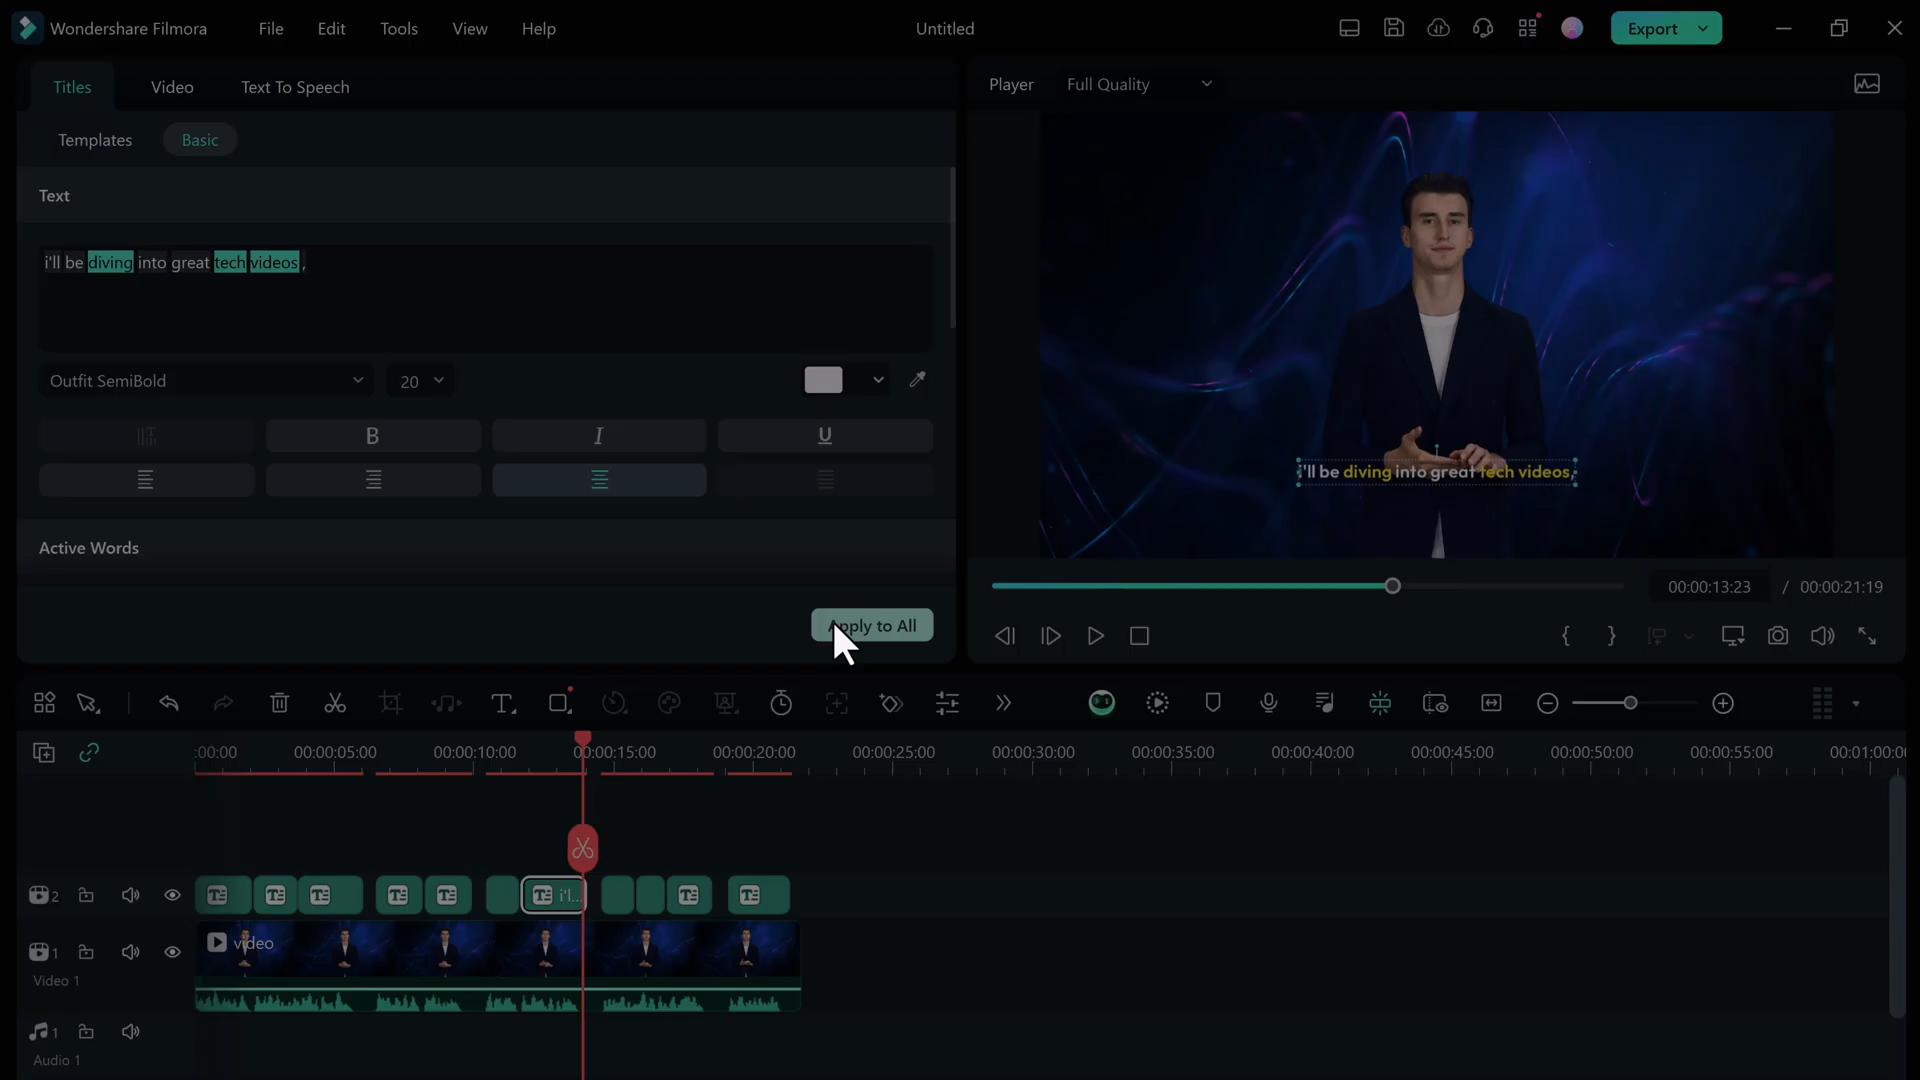 Wondershare Filmora File Edit Tools View Help Untitled Export
Titles Video Text To Speech
Player Full Quality
Templates Basic
Text
i'll be diving into great tech videos,
Outfit SemiBold 20
B I U
i'll be diving into great tech videos,
Active Words
00:00:13:23 / 00:00:21:19
Apply to All
:00:00 00:00:05:00 00:00:10:00 00:00:15:00 00:00:20:00 00:00:25:00 00:00:30:00 00:00:35:00 00:00:40:00 00:00:45:00 00:00:50:00 00:00:55:00 00:01:00:0
2 i'l...
1 video
Video 1
1
Audio 1